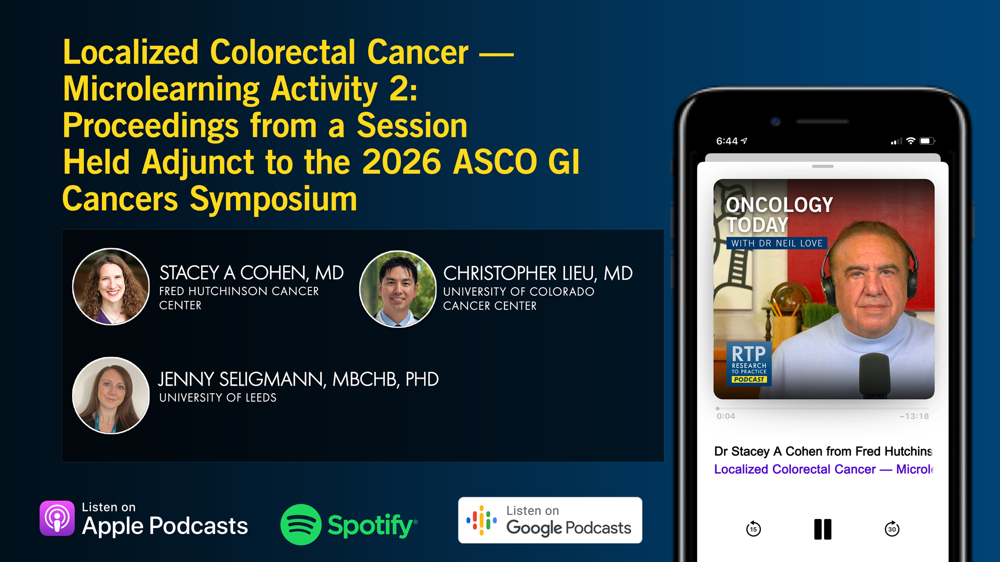 Localized Colorectal Cancer —
Microlearning Activity 2:
Proceedings from a Session
Held Adjunct to the 2026 ASCO GI
Cancers Symposium
STACEY A COHEN, MD
FRED HUTCHINSON CANCER
CENTER
CHRISTOPHER LIEU, MD
UNIVERSITY OF COLORADO
CANCER CENTER
JENNY SELIGMANN, MBCHB, PHD
UNIVERSITY OF LEEDS
Listen on
Apple Podcasts
Spotify®
Listen on
Google Podcasts
6:44
ONCOLOGY
TODAY
WITH DR NEIL LOVE
RTP
RESEARCH
TO PRACTICE
PODCAST
0:04
-13:18
Dr Stacey A Cohen from Fred Hutchins
Localized Colorectal Cancer — Microle
15
30